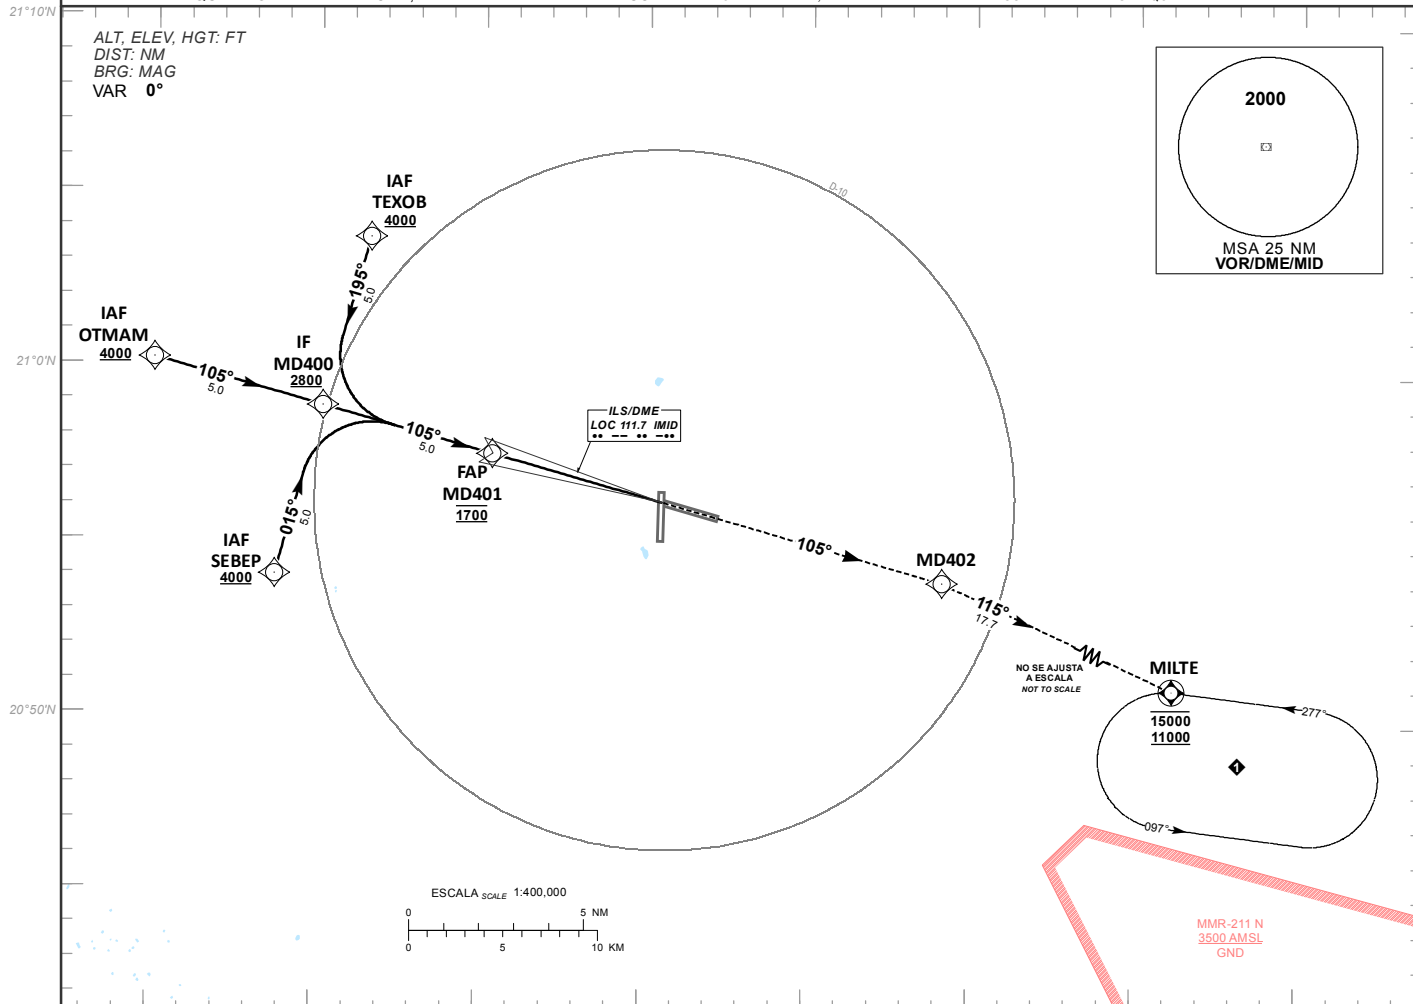 21°10'N
ALT, ELEV, HGT: FT
DIST: NM
BRG: MAG
VAR 0°
2000
MSA 25 NM
VOR/DME/MID
D-10
IAF
TEXOB
4000
195°
5.0
IAF
OTMAM
4000
105°
5.0
21°0'N
IF
MD400
2800
105°
5.0
ILS/DME
LOC 111.7 IMID
FAP
MD401
1700
015°
5.0
IAF
SEBEP
4000
105°
MD402
115°
17.7
NO SE AJUSTA
A ESCALA
NOT TO SCALE
MILTE
15000
11000
277°
1
097°
20°50'N
ESCALA SCALE 1:400,000
0 5 NM
0 5 10 KM
MMR-211 N
3500 AMSL
GND